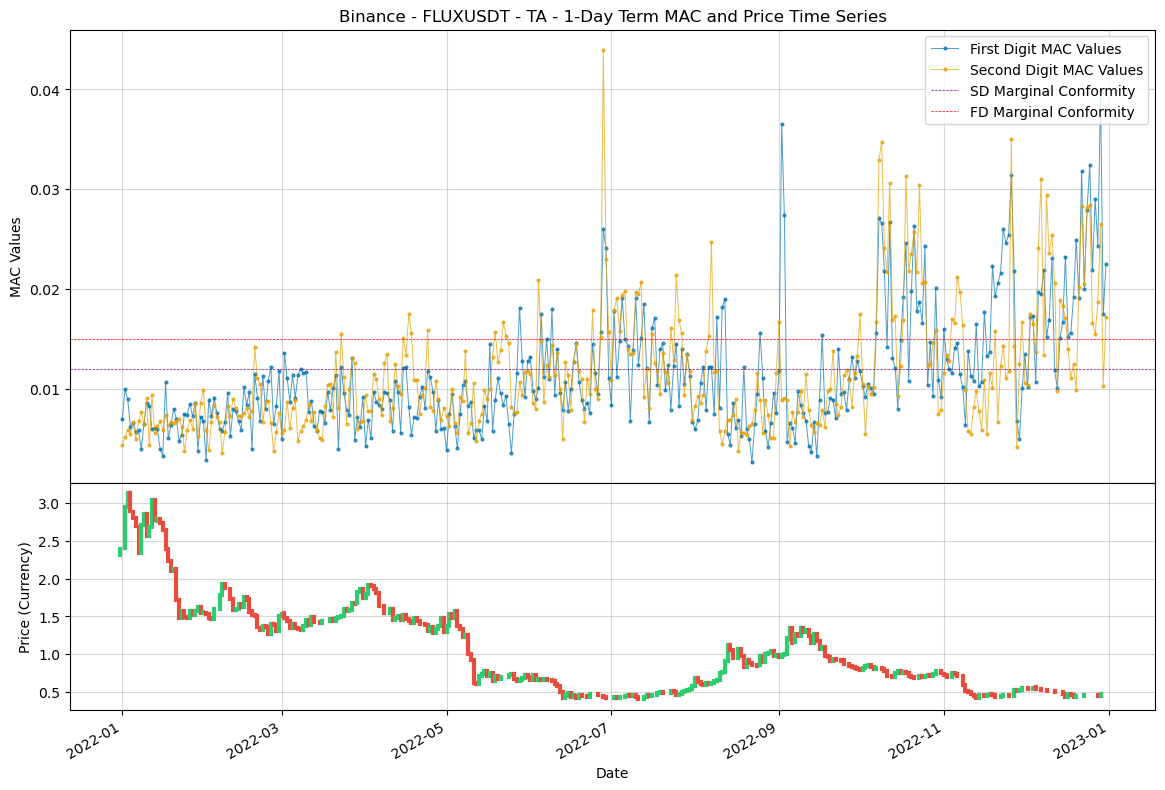 Binance - FLUXUSDT - TA - 1-Day Term MAC and Price Time Series
First Digit MAC Values
Second Digit MAC Values
SD Marginal Conformity
FD Marginal Conformity
MAC Values
0.04
0.03
0.02
0.01
Price (Currency)
3.0
2.5
2.0
1.5
1.0
0.5
2022-01
2022-03
2022-05
2022-07
2022-09
2022-11
2023-01
Date